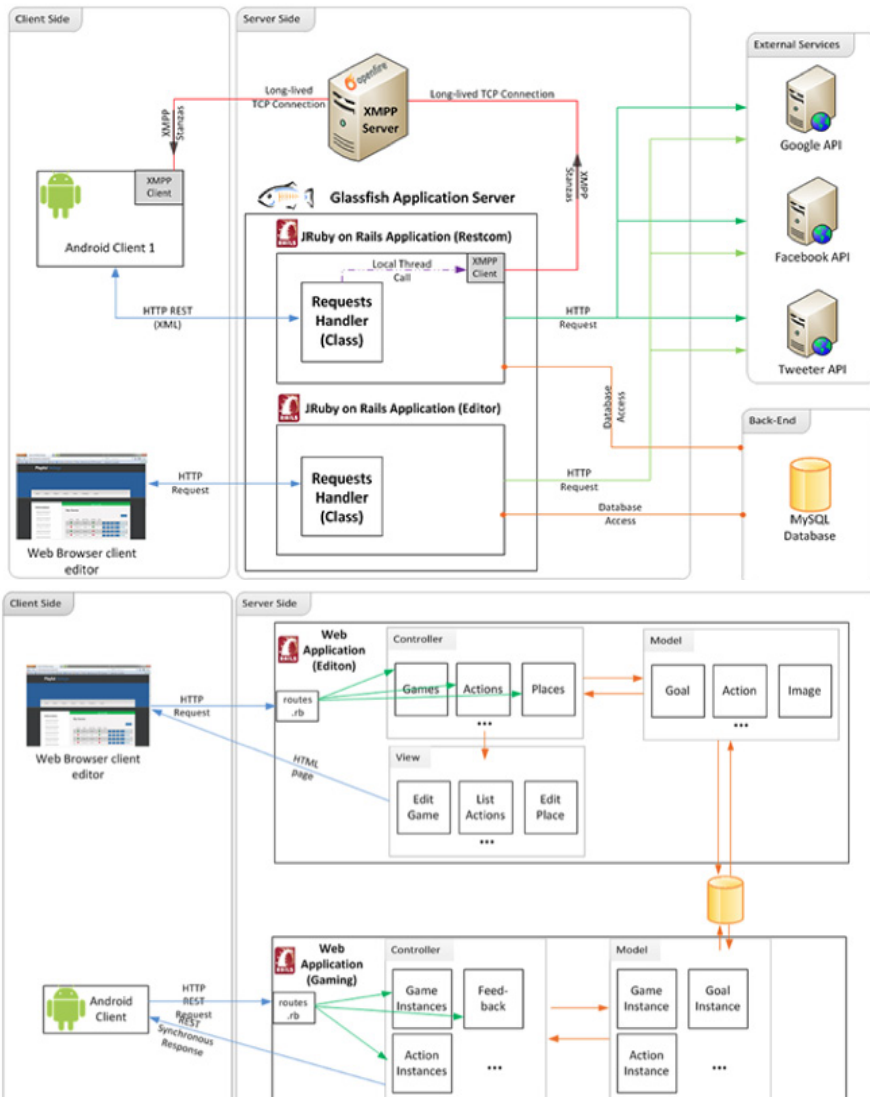 Client Side
Server Side
External Services
openfire
XMPP
Server
Long-lived
TCP Connection
Long-lived TCP Connection
XMPP
Stanzas
XMPP
Stanzas
Google API
XMPP
Client
Android Client 1
Glassfish Application Server
RAILS
JRuby on Rails Application (Restcom)
Local Thread
Call
XMPP
Client
Facebook API
HTTP REST
(XML)
Requests
Handler
(Class)
HTTP
Request
Tweeter API
RAILS
JRuby on Rails Application (Editor)
Database
Access
Back-End
HTTP
Request
Requests
Handler
(Class)
HTTP
Request
Database
Access
MySQL
Database
Web Browser client
editor
Client Side
Server Side
RAILS
Web
Application
(Editon)
Controller
Model
HTTP
Request
routes
.rb
Games
Actions
Places
...
Goal
Action
Image
...
Web Browser client
editor
HTML
page
View
Edit
Game
List
Actions
Edit
Place
...
RAILS
Web
Application
(Gaming)
Controller
Model
Android
Client
HTTP
REST
Request
REST
Synchronous
Response
routes
.rb
Game
Instances
Feed-
back
Action
Instances
...
Game
Instance
Goal
Instance
Action
Instance
...